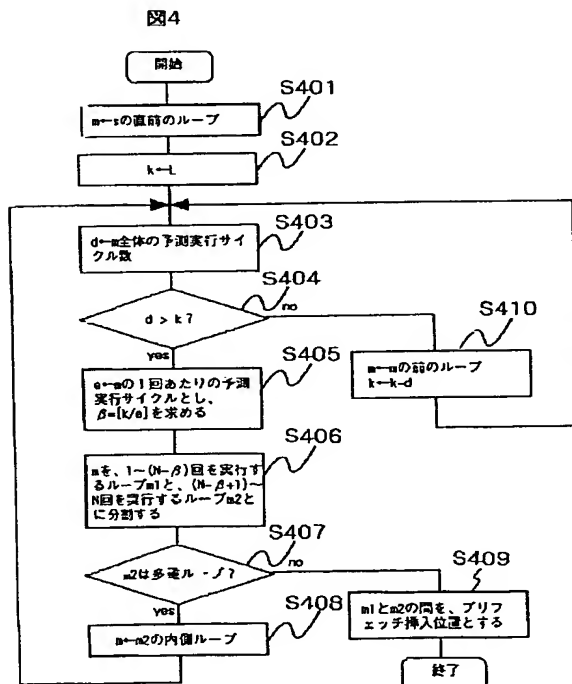 図4
開始
S401
m←sの直前のループ
S402
k←L
S403
d←m全体の予測実行サイ
クル数
S404
d > k?
no
yes
S410
m←mの前のループ
k←k-d
S405
e←mの1回あたりの予測
実行サイクルとし、
β=[k/e]を求める
S406
mを、1~(N-β)回を実行す
るループm1と、(N-β+1)~
N回を実行するループm2と
に分割する
S407
m2は多重ループ?
no
yes
S408
m←m2の内側ループ
S409
m1とm2の間を、プリフ
ェッチ挿入位置とする
終了